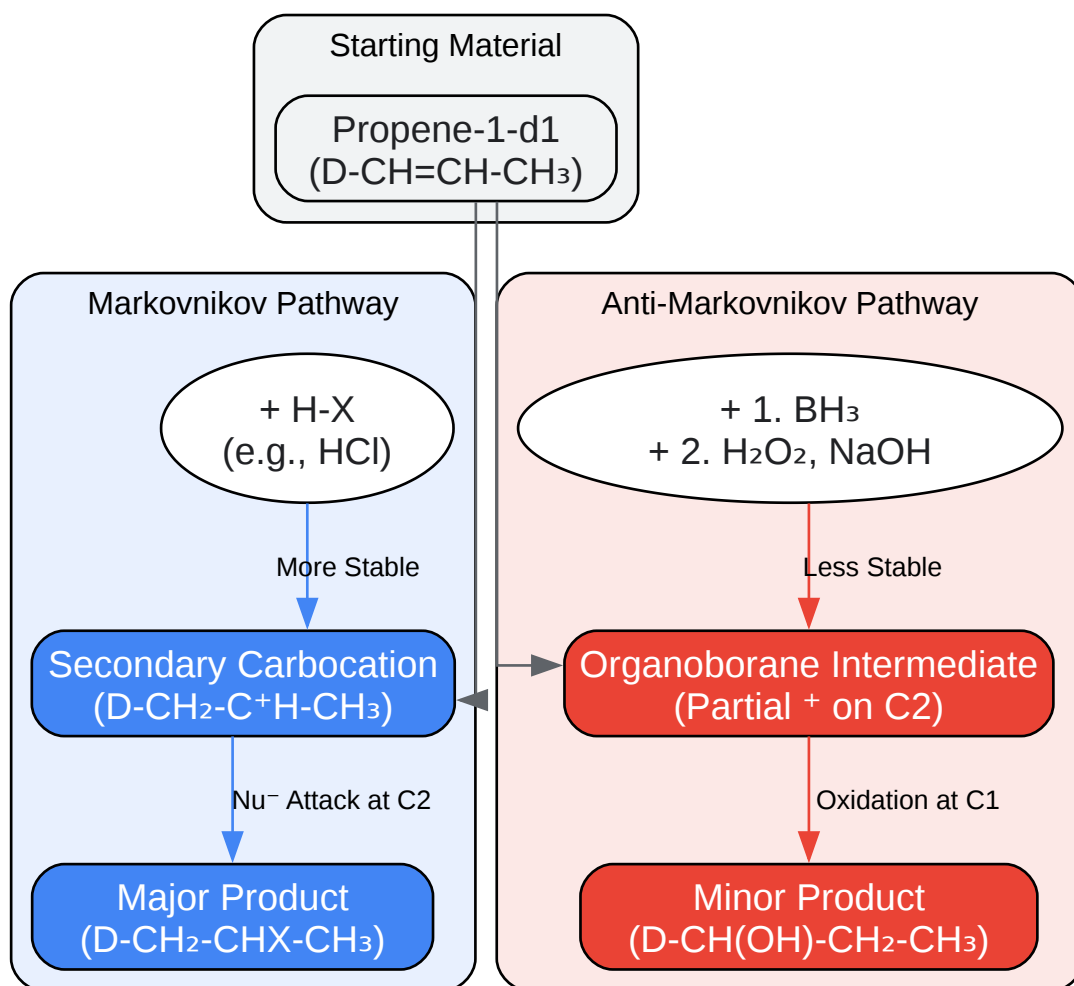 Starting Material
Propene-1-d1
(D-CH=CH-CH₃)
Markovnikov Pathway
+ H-X
(e.g., HCl)
More Stable
Secondary Carbocation
(D-CH₂-C⁺H-CH₃)
Nu⁻ Attack at C2
Major Product
(D-CH₂-CHX-CH₃)
Anti-Markovnikov Pathway
+ 1. BH₃
+ 2. H₂O₂, NaOH
Less Stable
Organoborane Intermediate
(Partial ⁺ on C2)
Oxidation at C1
Minor Product
(D-CH(OH)-CH₂-CH₃)